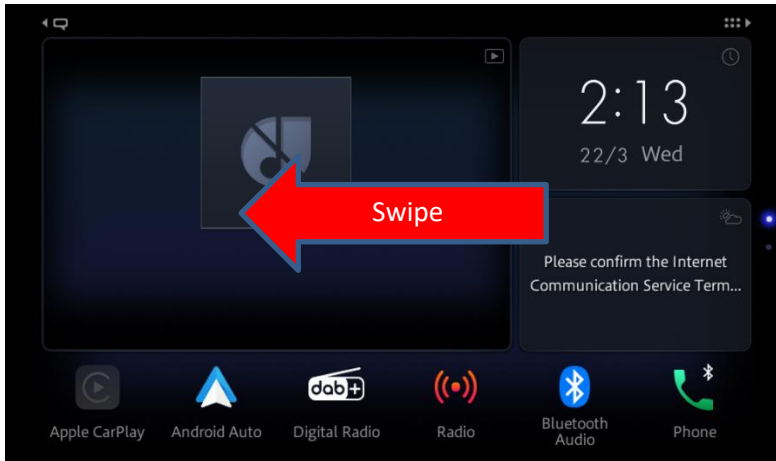 2:13
22/3 Wed
Swipe
Please confirm the Internet
Communication Service Term...
dab+
Apple CarPlay
Android Auto
Digital Radio
Radio
Bluetooth
Audio
Phone